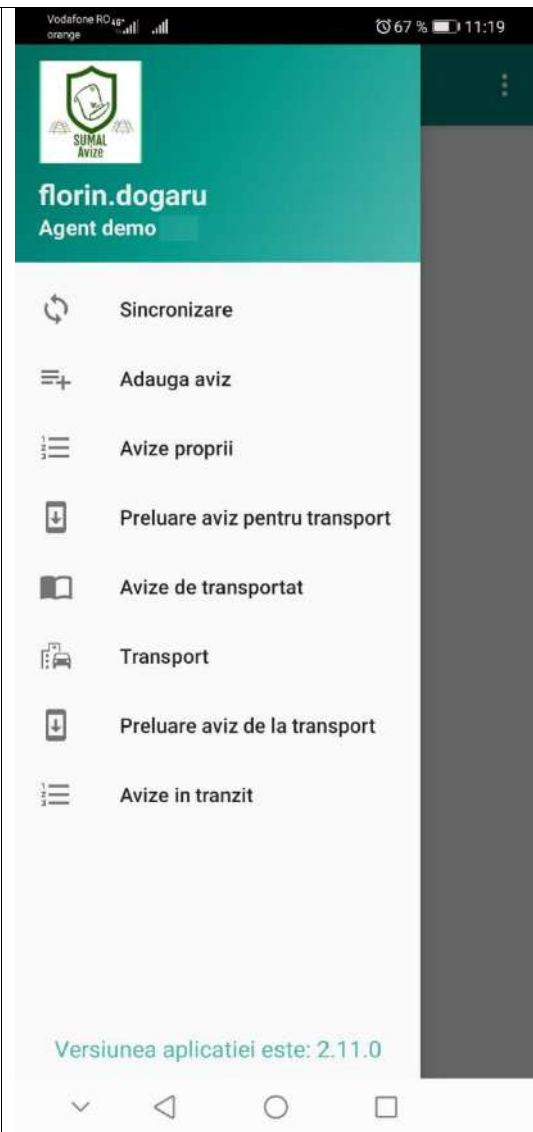 Vodafone RO 4G+
orange
67 % 11:19
SUMAL
Avize
florin.dogaru
Agent demo
Sincronizare
Adauga aviz
Avize proprii
Preluare aviz pentru transport
Avize de transportat
Transport
Preluare aviz de la transport
Avize in tranzit
Versiunea aplicatiei este: 2.11.0